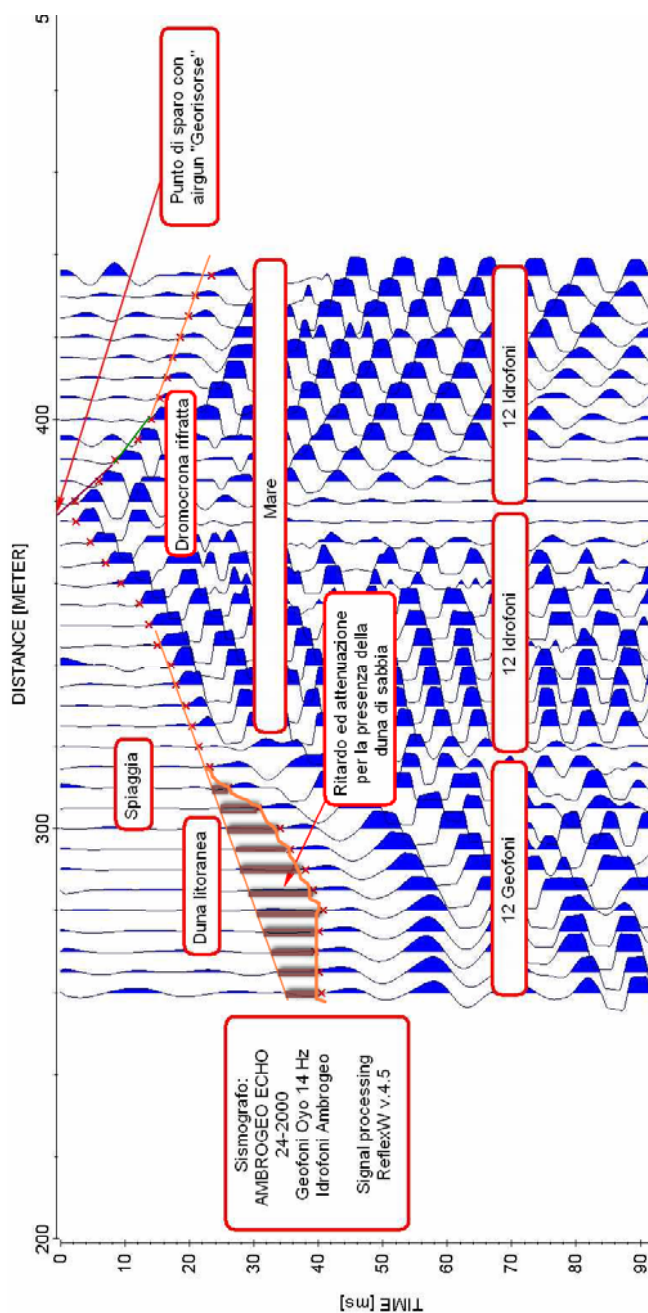 DISTANCE [METER]
200
300
400
5
TIME [ms]
0
10
20
30
40
50
60
70
80
90
Punto di sparo con
airgun "Georisorse"
Spiaggia
Duna litoranea
Dromocrona rifratta
Mare
Ritardo ed attenuazione
per la presenza della
duna di sabbia
Sismografo:
AMBROGEO ECHO
24-2000
Geofoni Oyo 14 Hz
Idrofoni Ambrogeo
Signal processing
ReflexW v.4.5
12 Geofoni
12 Idrofoni
12 Idrofoni